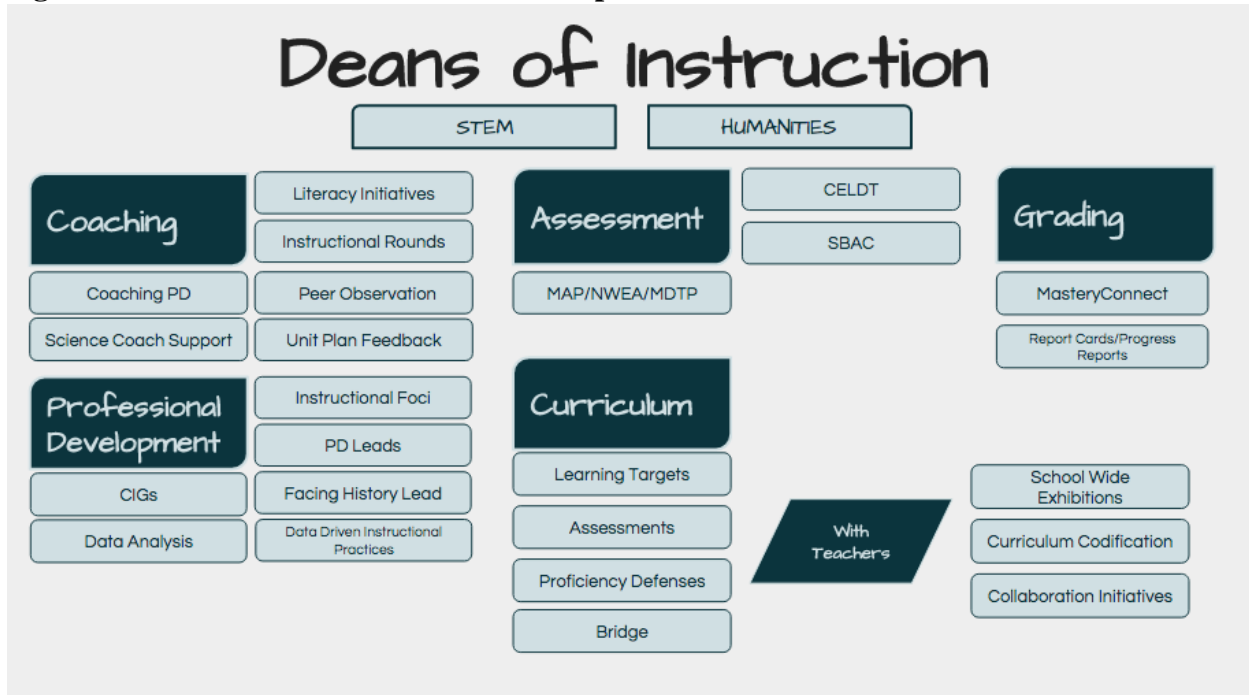 Deans of Instruction
STEM
HUMANITIES
Coaching
Literacy Initiatives
Instructional Rounds
Coaching PD
Peer Observation
Science Coach Support
Unit Plan Feedback
Professional
Development
Instructional Foci
PD Leads
CIGs
Facing History Lead
Data Analysis
Data Driven Instructional
Practices
Assessment
CELDT
SBAC
MAP/NWEA/MDTP
Curriculum
Learning Targets
Assessments
Proficiency Defenses
Bridge
Grading
MasteryConnect
Report Cards/Progress
Reports
With
Teachers
School Wide
Exhibitions
Curriculum Codification
Collaboration Initiatives